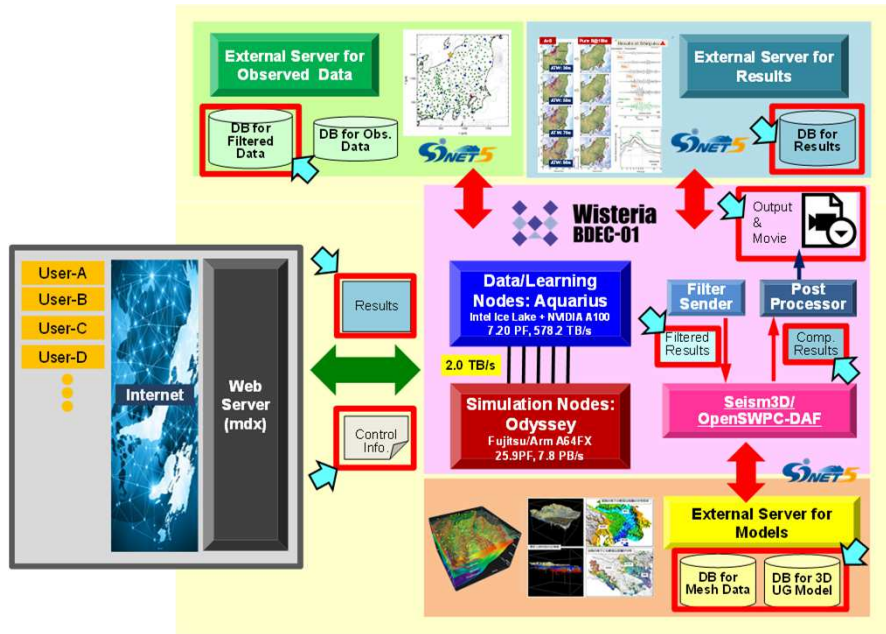 External Server for
Observed Data
DB for
Filtered
Data
DB for Obs.
Data
SINET5
External Server for
Results
SINET5
DB for
Results
Wisteria
BDEC-01
Output
&
Movie
User-A
User-B
User-C
User-D
Internet
Web
Server
(mdx)
Results
Control
Info.
Data/Learning
Nodes: Aquarius
Intel Ice Lake + NVIDIA A100
7.20 PF, 578.2 TB/s
2.0 TB/s
Simulation Nodes:
Odyssey
Fujitsu/Arm A64FX
25.9PF, 7.8 PB/s
Filter
Sender
Post
Processor
Filtered
Results
Comp.
Results
Seism3D/
OpenSWPC-DAF
SINET5
External Server for
Models
DB for
Mesh Data
DB for 3D
UG Model